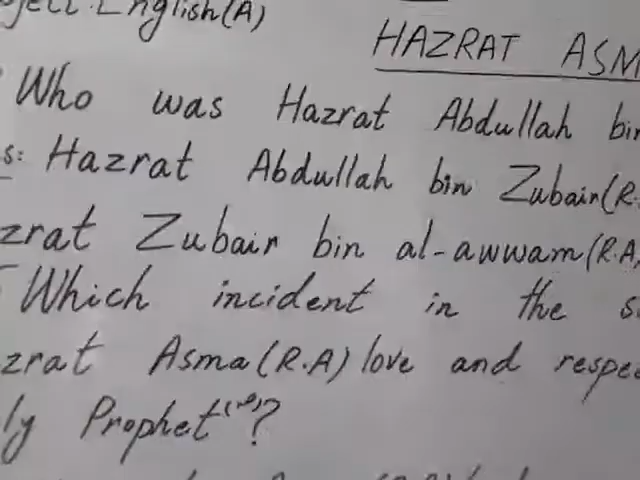 English(A)
HAZRAT ASM
Who was Hazrat Abdullah bin
s: Hazrat Abdullah bin Zubair(R.
zrat Zubair bin al-awwam(R.A,
Which incident in the s
zrat Asma(R.A) love and respec
ly Prophet ?